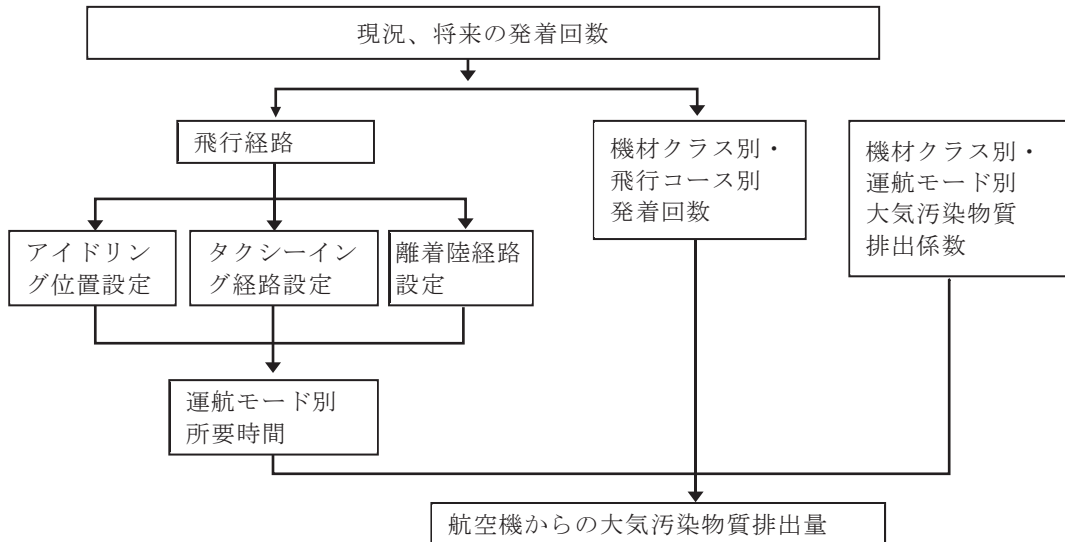 現況、将来の発着回数
飛行経路
機材クラス別・
飛行コース別
発着回数
機材クラス別・
運航モード別
大気汚染物質
排出係数
アイドリン
グ位置設定
タクシーイン
グ経路設定
離着陸経路
設定
運航モード別
所要時間
航空機からの大気汚染物質排出量